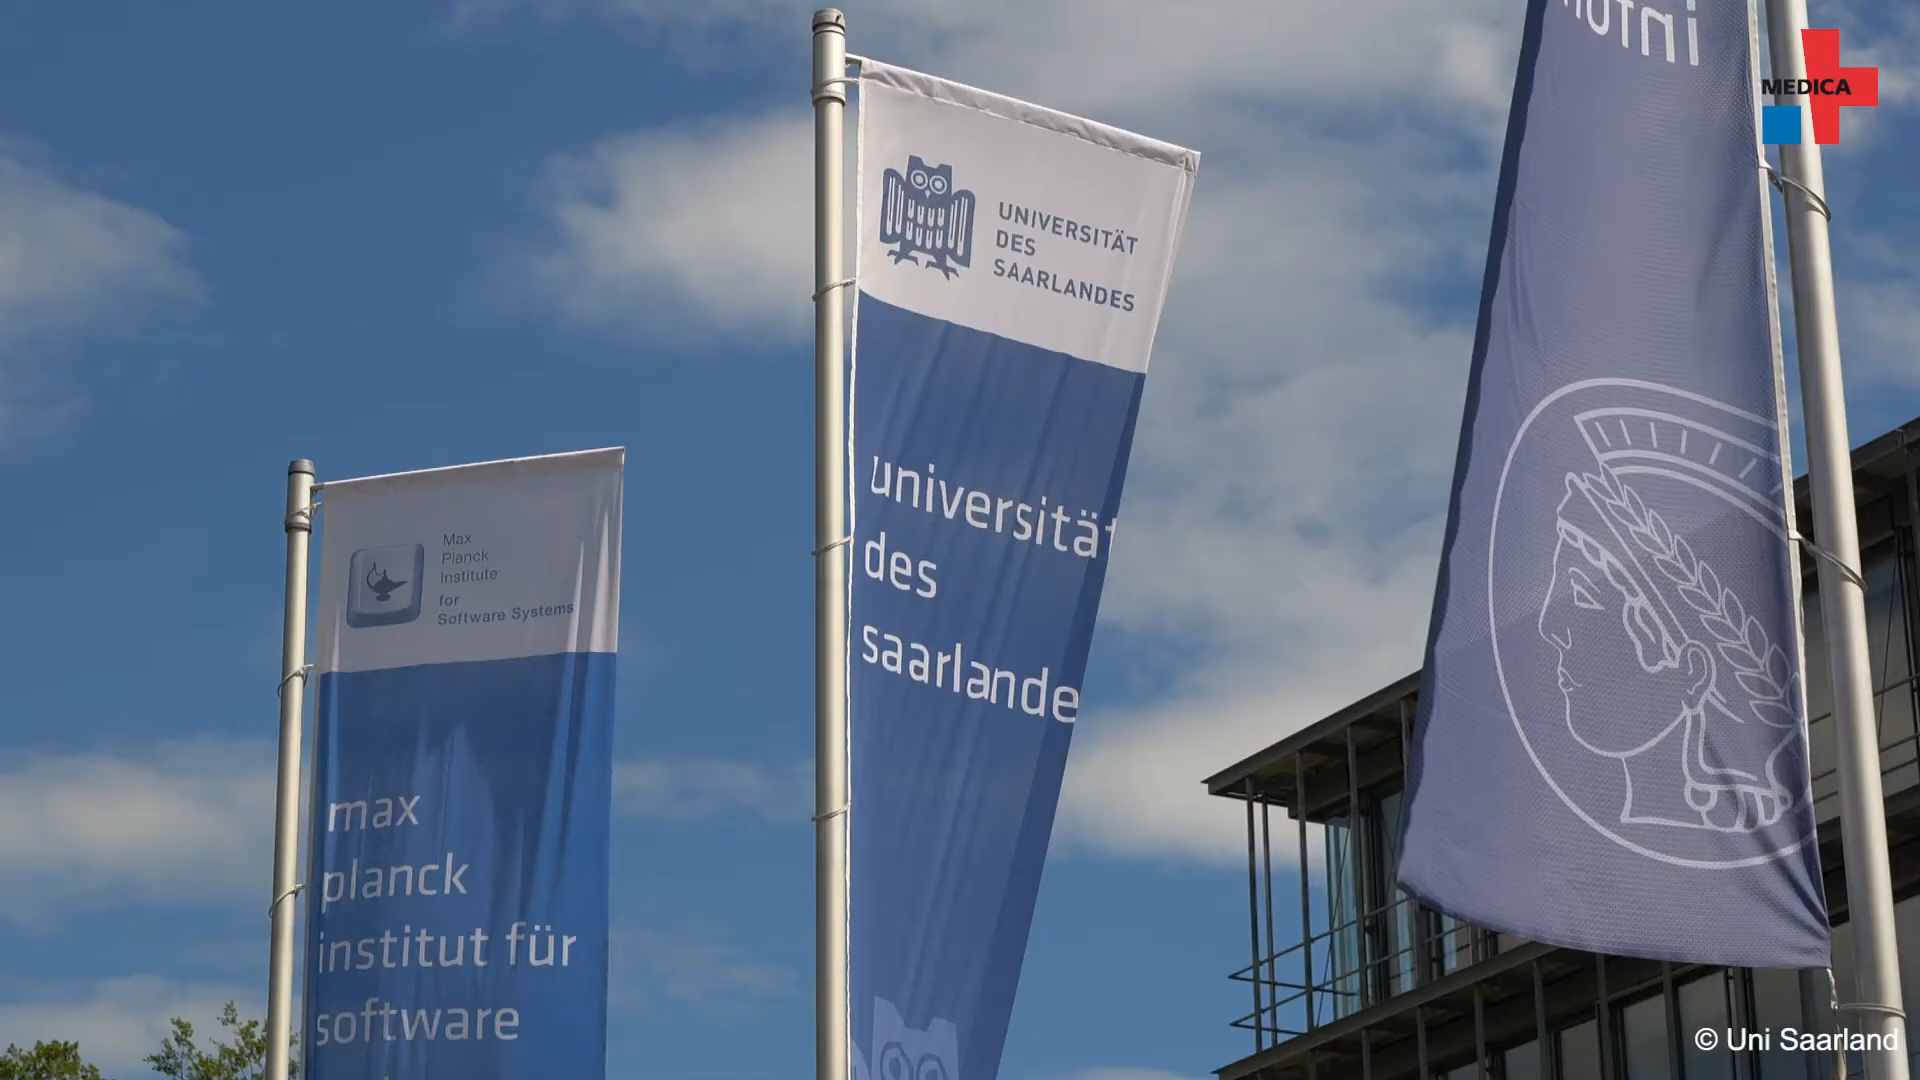 Max
Planck
Institute
for
Software Systems
max
planck
institut für
software
UNIVERSITÄT
DES
SAARLANDES
universität
des
saarlande
MEDICA
© Uni Saarland